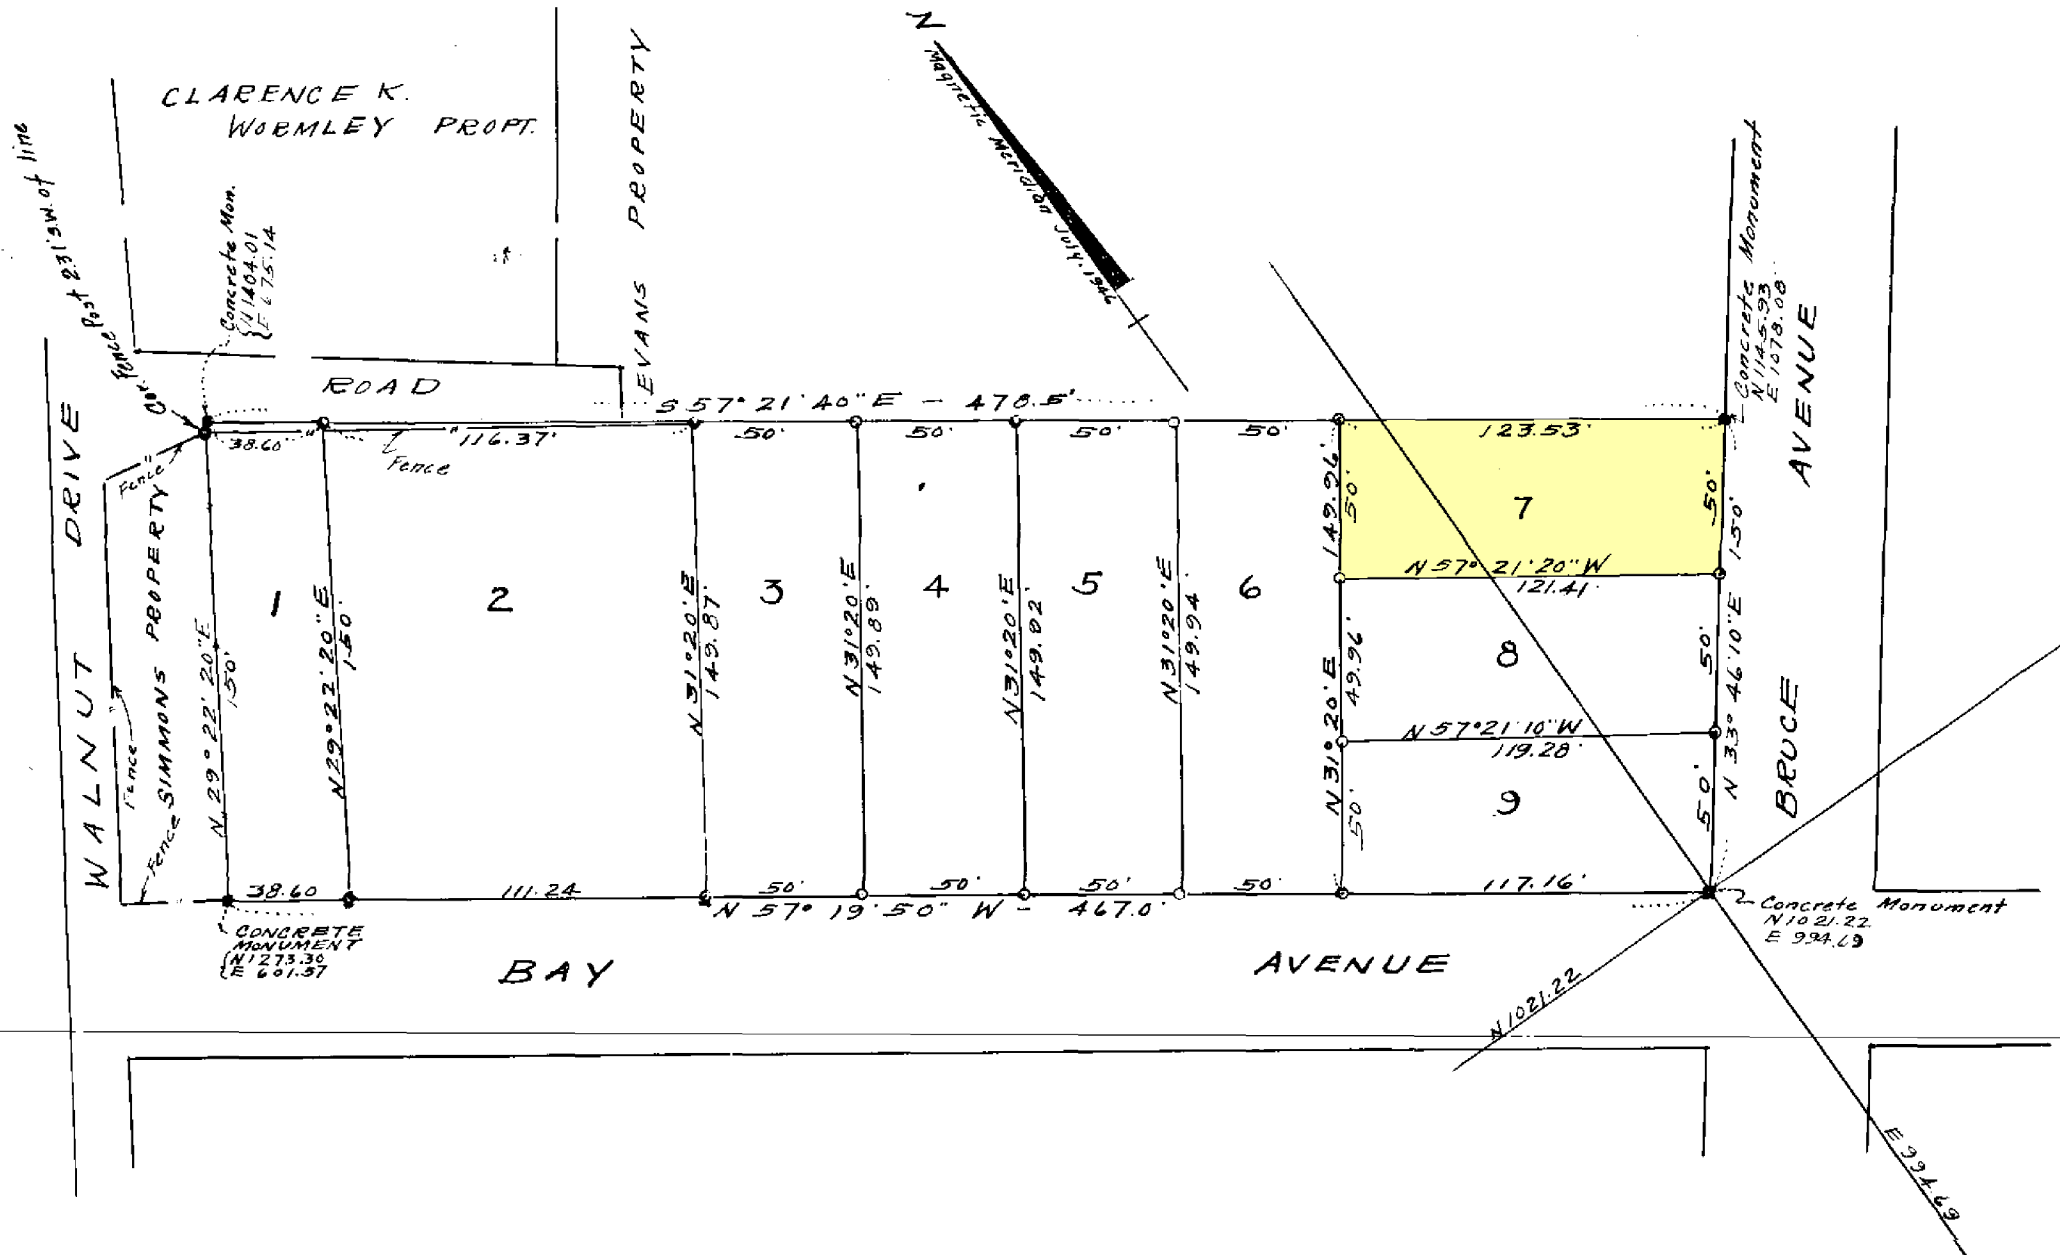 CLARENCE K.
WORMLEY PROPT.
EVANS PROPERTY
N
Magnetic Meridian July. 1946
Cor. Fence Post 2.31' S.W. of line
Concrete Mon.
N 1404.01
E 675.14
ROAD
S 57° 21' 40" E - 478.5'
Concrete Monument
N 1145.93
E 1078.08
38.60
116.37'
50'
50'
50'
50'
123.53'
Fence
Fence
WALNUT DRIVE
SIMMONS PROPERTY
Fence
Fence
N 29° 22' 20" E
150'
1
N 29° 22' 20" E
150'
2
N 31° 20' E
149.87'
3
N 31° 20' E
149.89'
4
N 31° 20' E
149.92'
5
N 31° 20' E
149.94'
6
149.96'
50'
7
50'
N 57° 21' 20" W
121.41'
N 31° 20' E
49.96'
8
50'
N 57° 21' 10" W
119.28'
50'
9
50'
N 33° 46' 10" E 150'
BRUCE AVENUE
38.60
111.24
50'
50'
50'
50'
117.16'
N 57° 19' 50" W - 467.0'
CONCRETE
MONUMENT
N 1273.30
E 601.57
Concrete Monument
N 1021.22
E 994.69
BAY AVENUE
N 1021.22
E 994.69